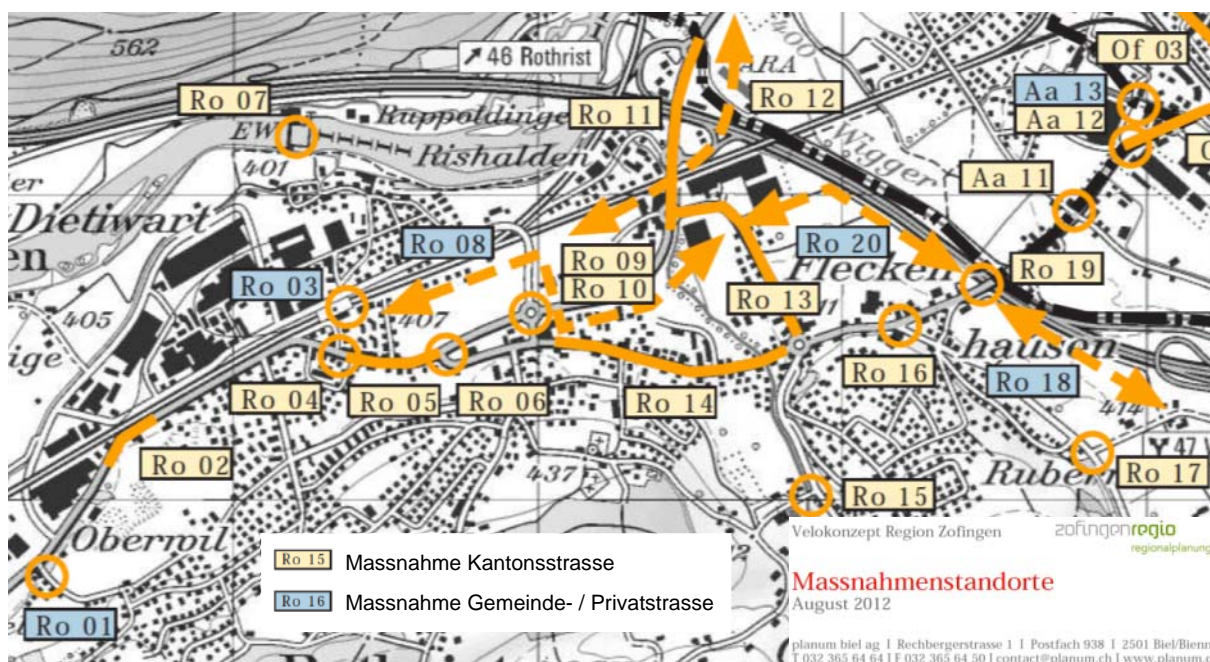 562
46 Rothrist
ARA
400
Of 03
Ro 07
Ro 11
Ro 12
Aa 13
Aa 12
EW
Ruppoldinge
Rishalden
401
Wigger
Aa 11
Dietiwart
Ro 08
Ro 09
Ro 10
Ro 20
Flecken
Ro 19
Ro 03
405
407
Ro 13
hausen
Ro 04
Ro 05
Ro 06
Ro 14
Ro 16
Ro 18
414
47
Ro 02
437
Ro 15
Rubern
Ro 17
Oberwil
Ro 01
Ro 15 Massnahme Kantonsstrasse
Ro 16 Massnahme Gemeinde- / Privatstrasse
Velokonzept Region Zofingen
zofingenregio
regionalplanung
Massnahmenstandorte
August 2012
planum biel ag | Rechbergerstrasse 1 | Postfach 938 | 2501 Biel/Bienn
T 032 365 64 64 | F 032 365 64 50 | contact@planum.ch | www.planum.c